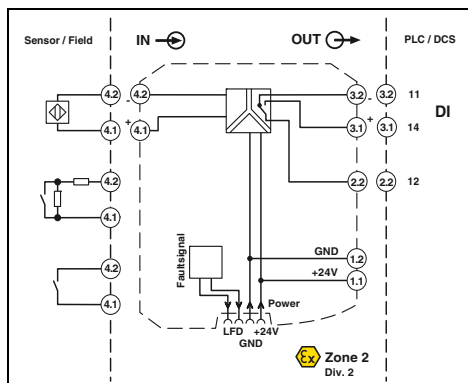 Sensor / Field
IN
OUT
PLC / DCS
4.2
4.2
-
3.2
-
3.2
11
DI
4.1
+
4.1
3.1
+
3.1
14
4.2
2.2
2.2
12
4.1
Faultsignal
GND
1.2
4.2
+24V
1.1
4.1
Power
LFD
+24V
GND
Ex
Zone 2
Div. 2